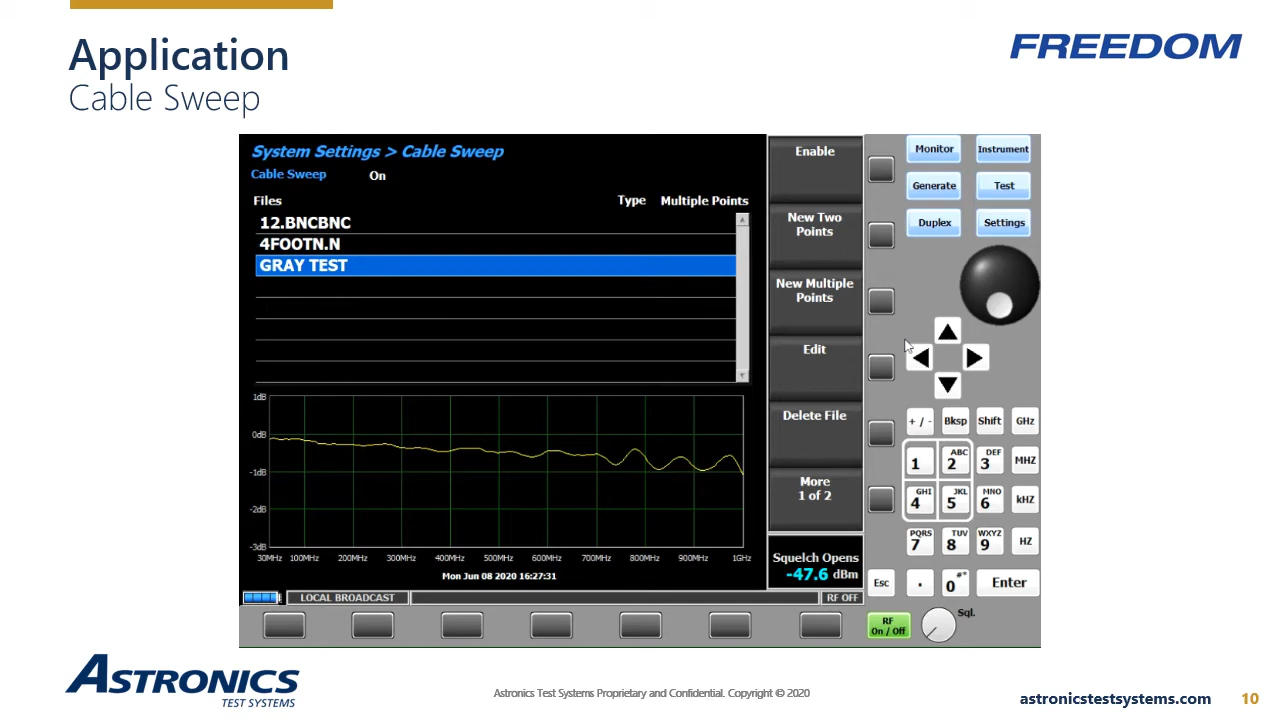 Application
Cable Sweep
FREEDOM
System Settings > Cable Sweep
Cable Sweep On
Files Type Multiple Points
12.BNCBNC
4FOOTN.N
GRAY TEST
1dB
0dB
-1dB
-2dB
-3dB
30MHz 100MHz 200MHz 300MHz 400MHz 500MHz 600MHz 700MHz 800MHz 900MHz 1GHz
Mon Jun 08 2020 16:27:31
LOCAL BROADCAST
RF OFF
Enable
New Two
Points
New Multiple
Points
Edit
Delete File
More
1 of 2
Squelch Opens
-47.6 dBm
Monitor Instrument
Generate Test
Duplex Settings
+ / - Bksp Shift GHz
1 ABC 2 DEF 3 MHZ
GHI 4 JKL 5 MNO 6 kHZ
PQRS 7 TUV 8 WXYZ 9 HZ
Esc . 0 #* Enter
RF
On / Off
Sql.
ASTRONICS
TEST SYSTEMS
Astronics Test Systems Proprietary and Confidential. Copyright © 2020
astronicstestsystems.com 10